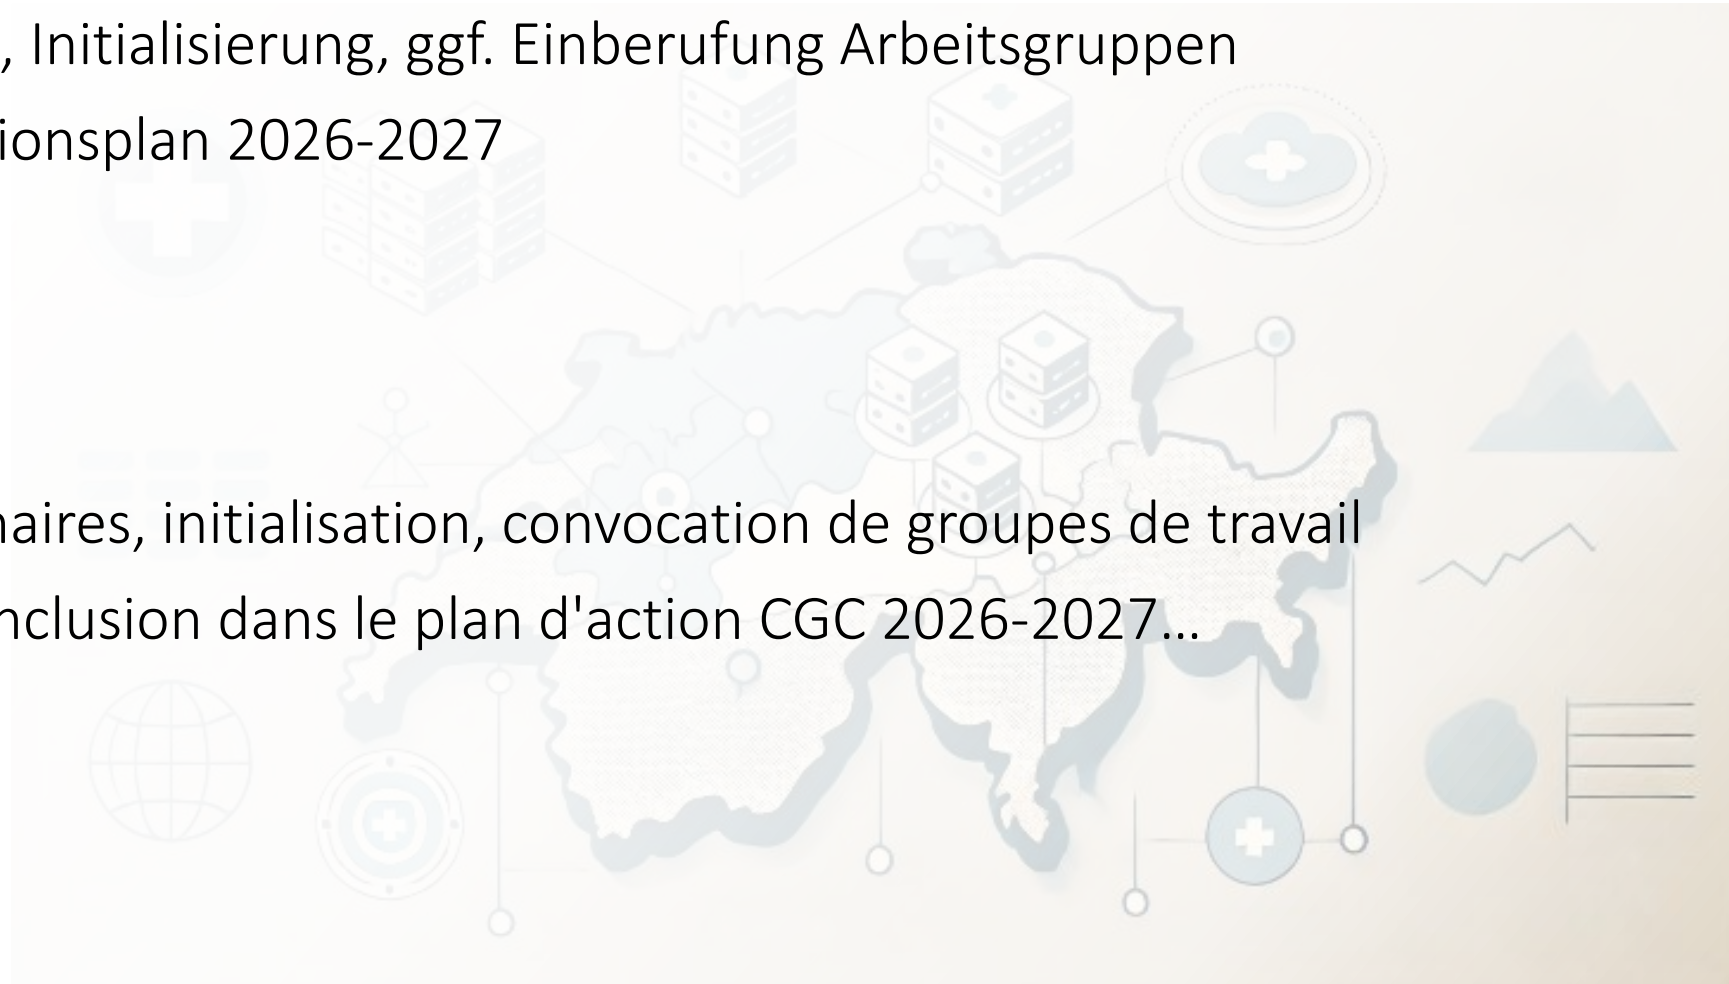 , Initialisierung, ggf. Einberufung Arbeitsgruppen
ionsplan 2026-2027
naires, initialisation, convocation de groupes de travail
nclusion dans le plan d'action CGC 2026-2027...